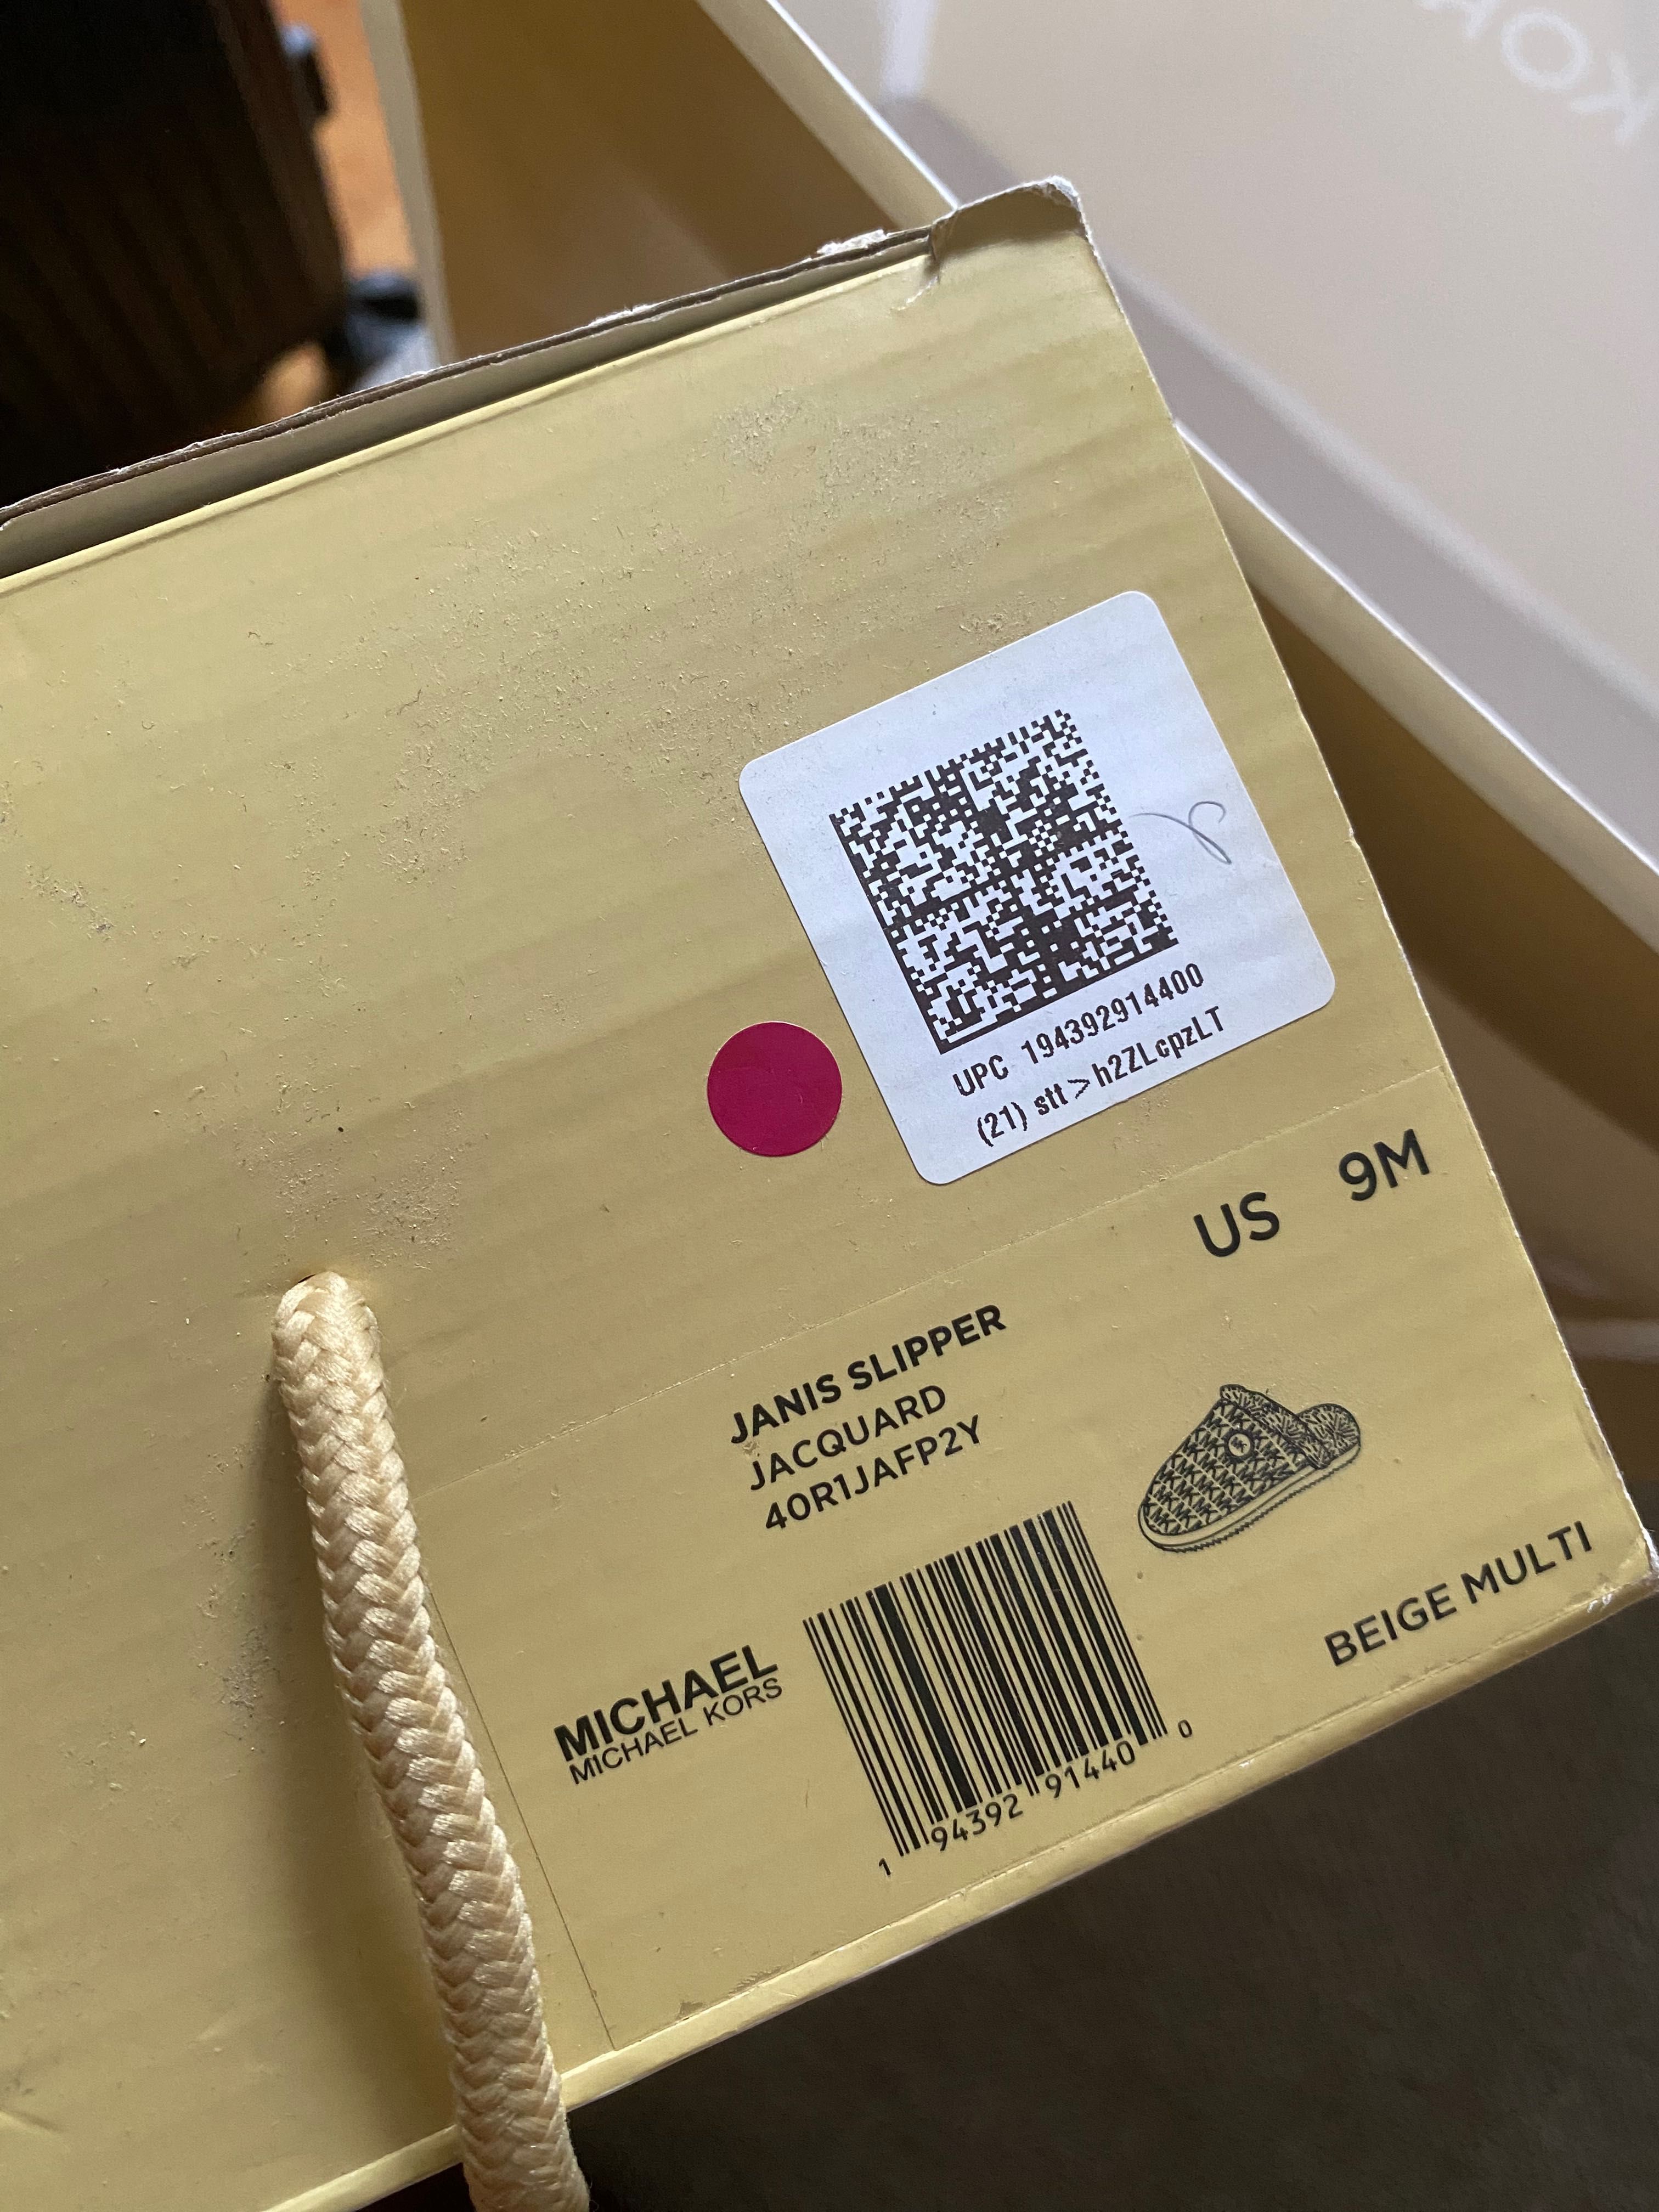 UPC 194392914400
(21) stt>h2ZLcpzLT
US 9M
JANIS SLIPPER
JACQUARD
40R1JAFP2Y
BEIGE MULTI
MICHAEL
MICHAEL KORS
1 94392 91440 0